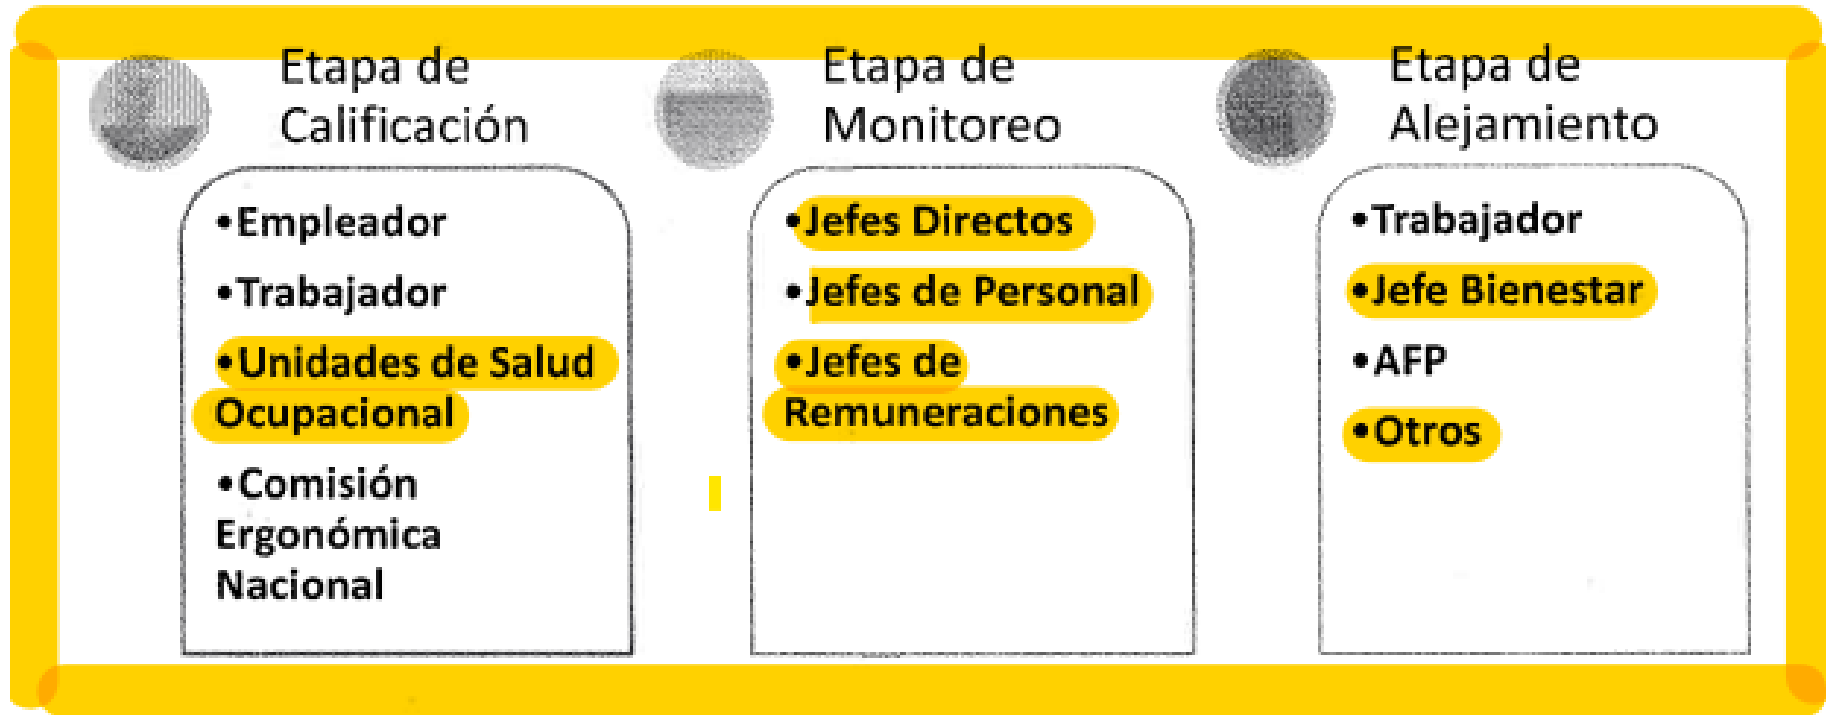 Etapa de
Calificación
•Empleador
•Trabajador
•Unidades de Salud
Ocupacional
•Comisión
Ergonómica
Nacional
Etapa de
Monitoreo
•Jefes Directos
•Jefes de Personal
•Jefes de
Remuneraciones
Etapa de
Alejamiento
•Trabajador
•Jefe Bienestar
•AFP
•Otros